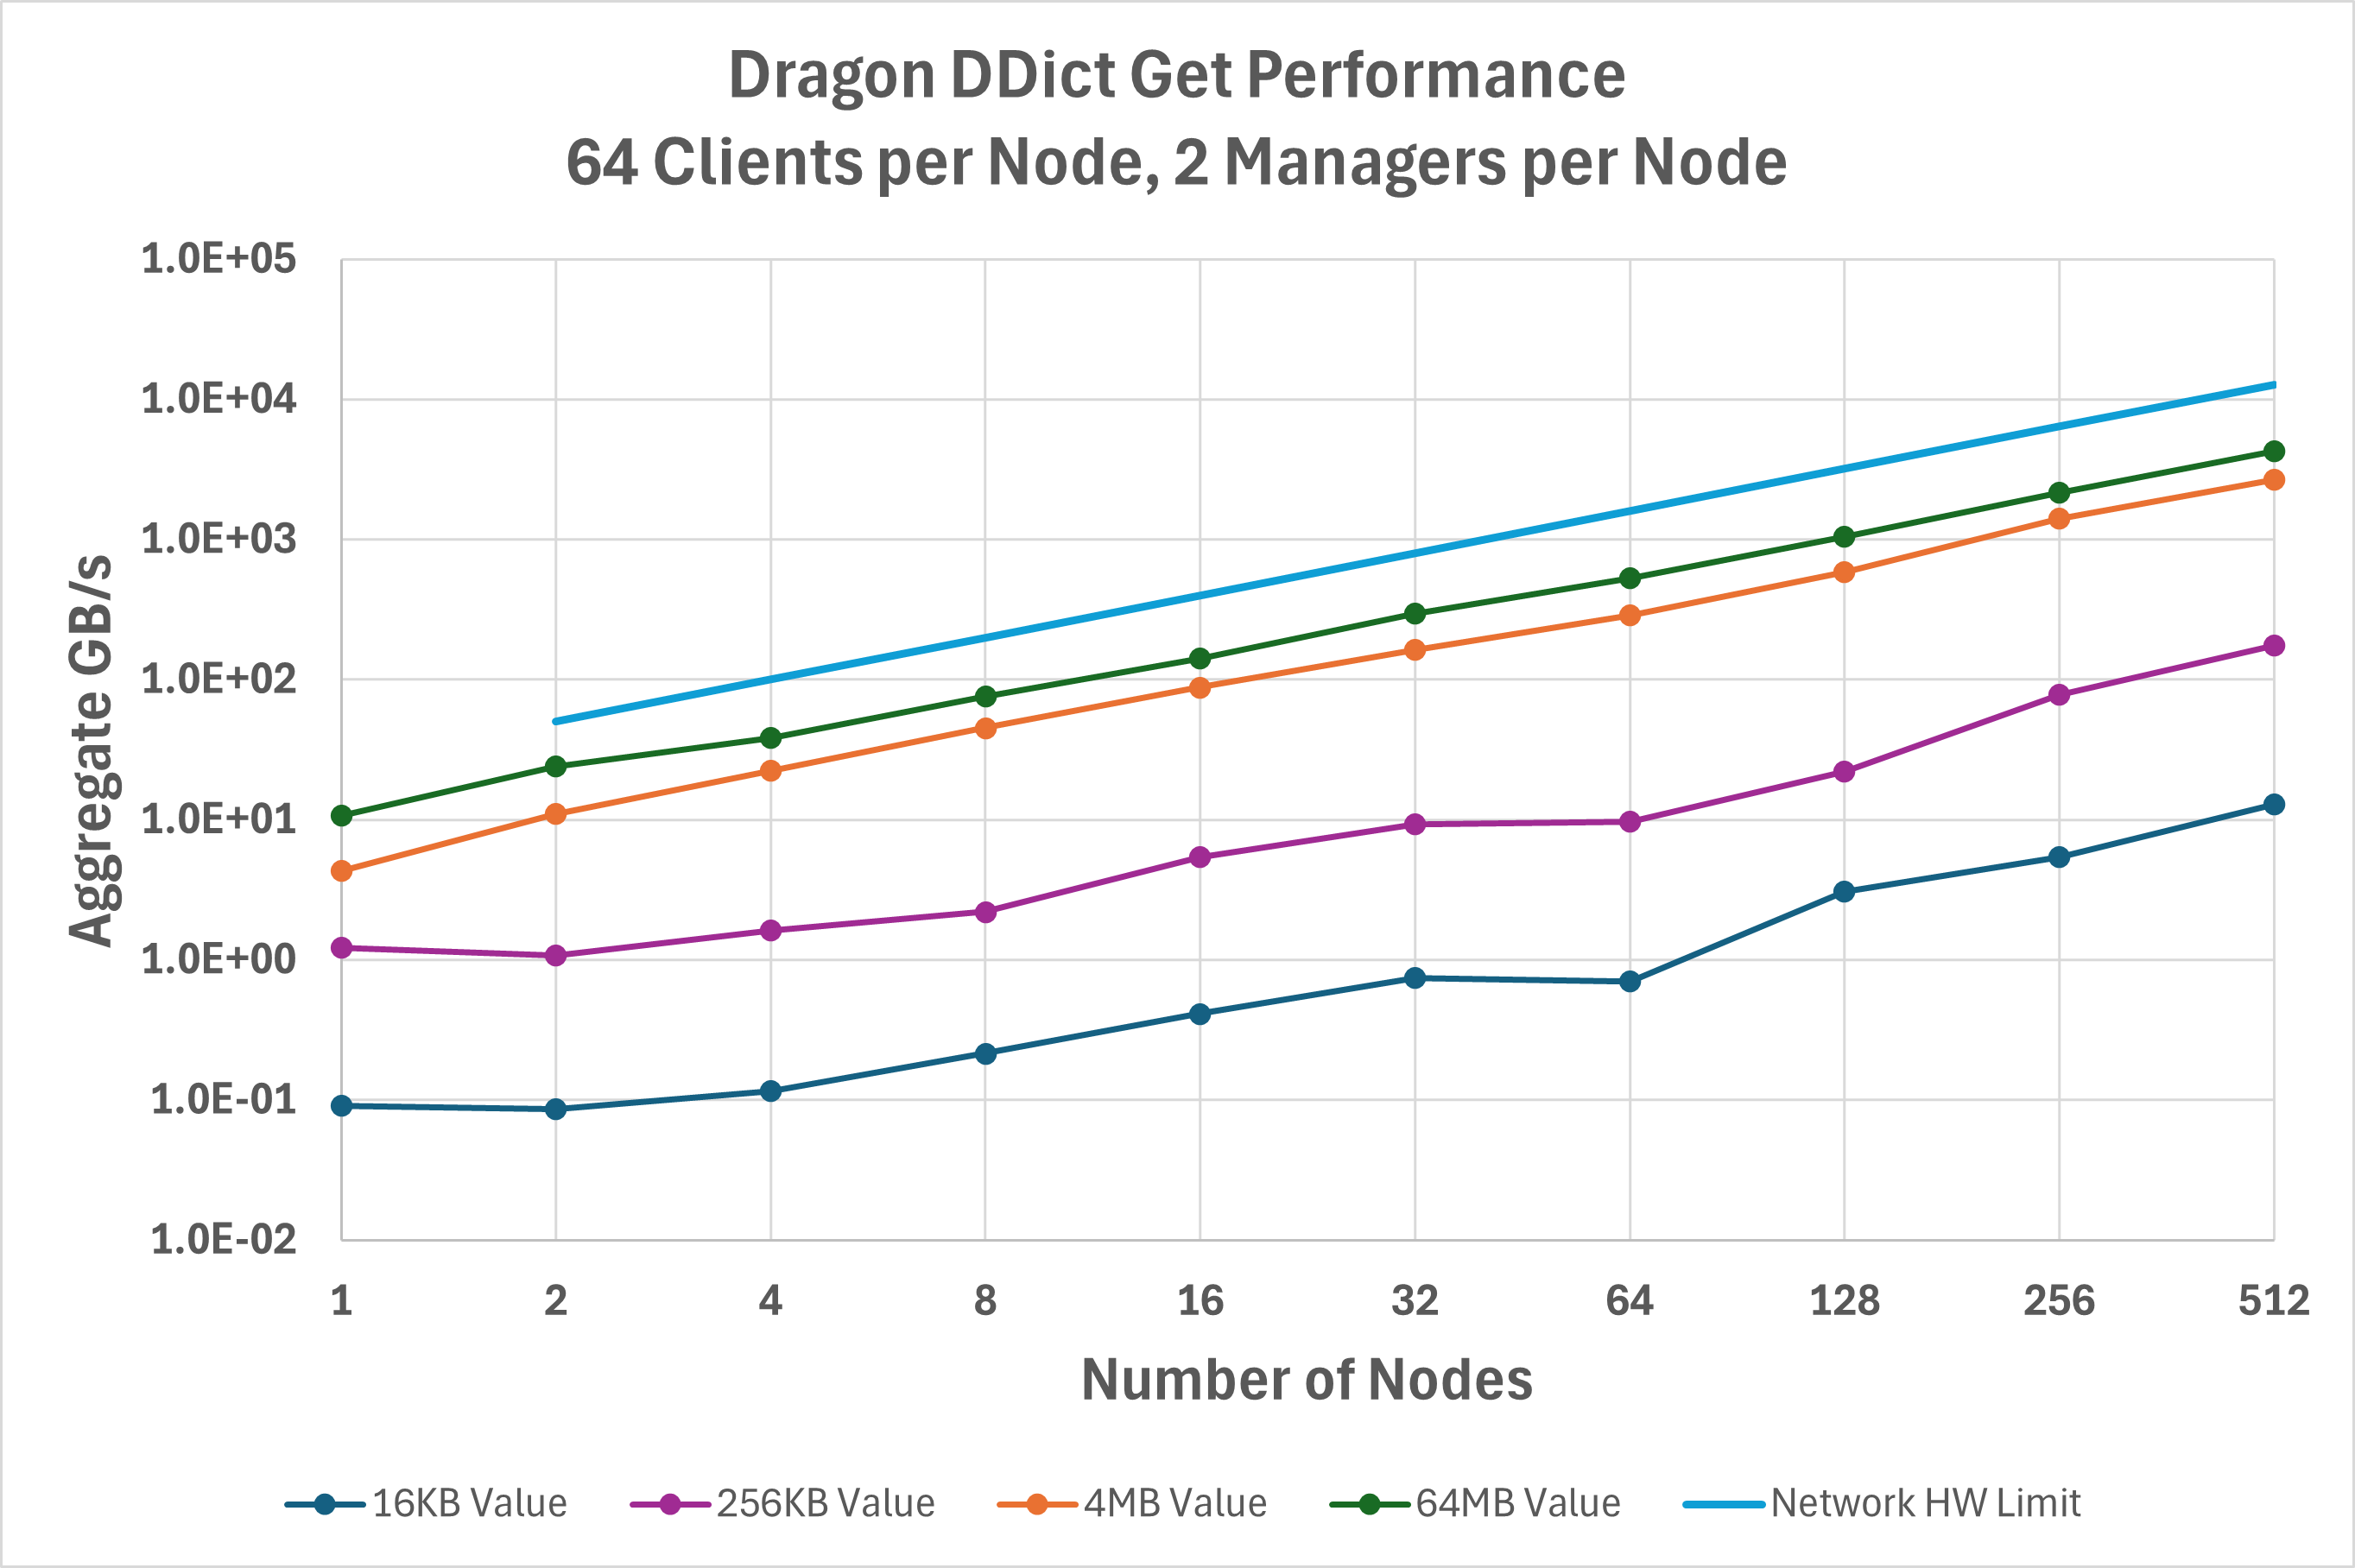 Dragon DDict Get Performance
64 Clients per Node, 2 Managers per Node
1.0E+05
1.0E+04
1.0E+03
1.0E+02
1.0E+01
1.0E+00
1.0E-01
1.0E-02
Aggregate GB/s
1 2 4 8 16 32 64 128 256 512
Number of Nodes
16KB Value 256KB Value 4MB Value 64MB Value Network HW Limit